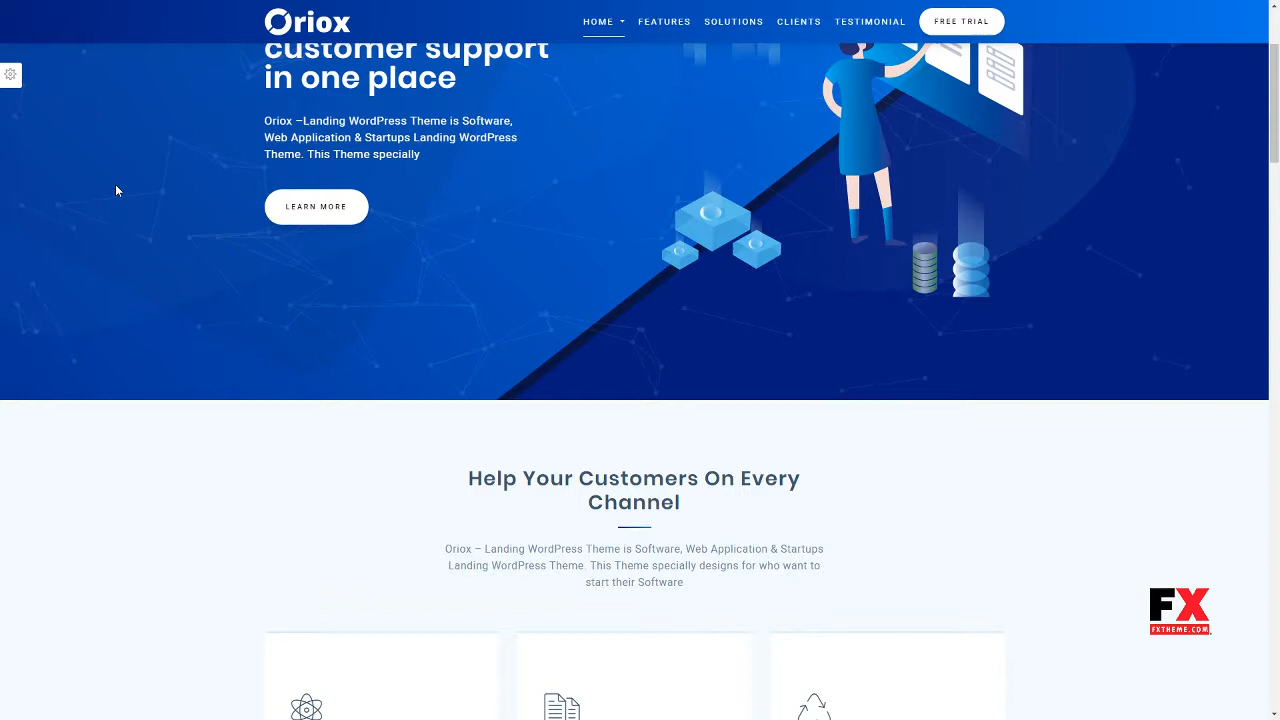 Oriox
HOME
FEATURES
SOLUTIONS
CLIENTS
TESTIMONIAL
FREE TRIAL
customer support
in one place
Oriox –Landing WordPress Theme is Software,
Web Application & Startups Landing WordPress
Theme. This Theme specially
LEARN MORE
Help Your Customers On Every
Channel
Oriox – Landing WordPress Theme is Software, Web Application & Startups
Landing WordPress Theme. This Theme specially designs for who want to
start their Software
FX
FXTHEME.COM